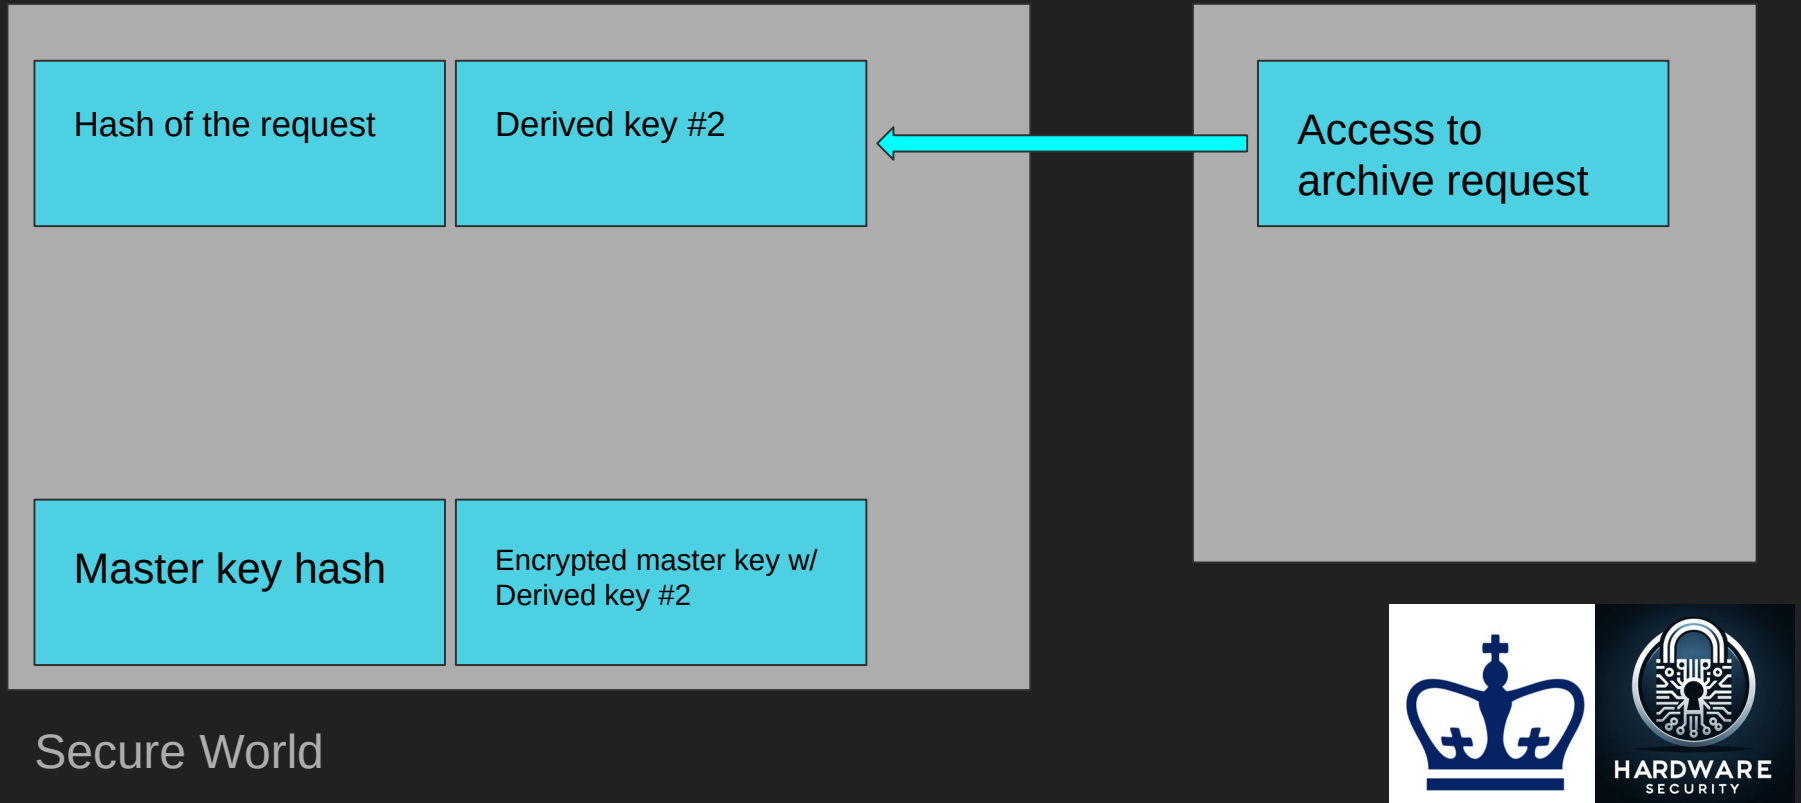 Hash of the request
Derived key #2
Access to
archive request
Master key hash
Encrypted master key w/
Derived key #2
Secure World
HARDWARE
SECURITY